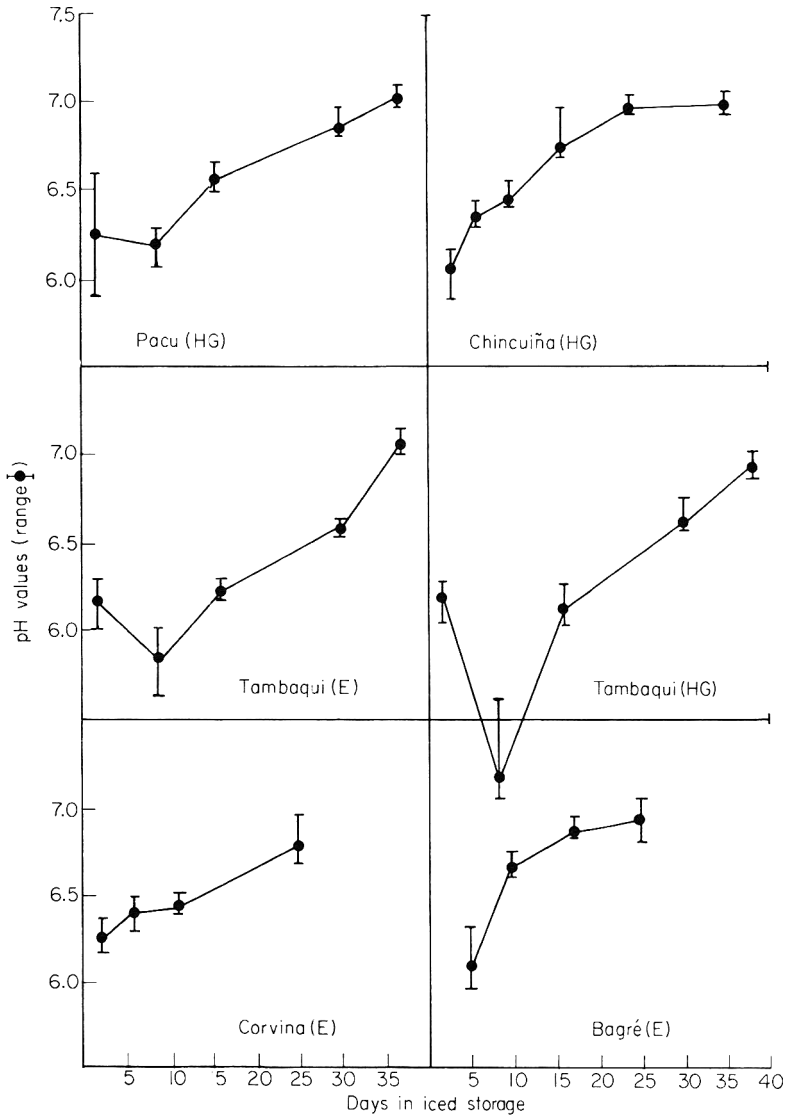 7.5
7.0
6.5
6.0
Pacu (HG)
Chincuiña (HG)
7.0
6.5
6.0
Tambaqui (E)
Tambaqui (HG)
pH values (range)
7.0
6.5
6.0
Corvina (E)
Bagré (E)
5 10 15 20 25 30 35 5 10 15 20 25 30 35 40
Days in iced storage